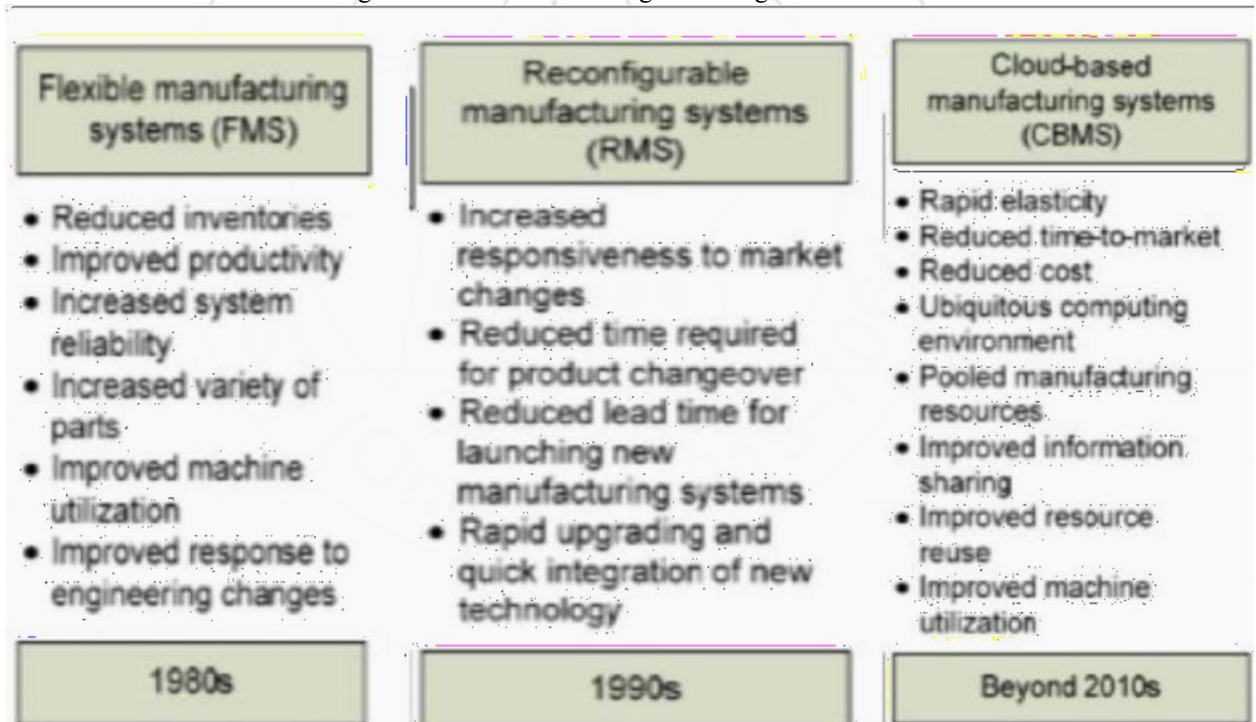 Flexible manufacturing
systems (FMS)
• Reduced inventories
• Improved productivity
• Increased system
reliability
• Increased variety of
parts
• Improved machine
utilization
• Improved response to
engineering changes
1980s
Reconfigurable
manufacturing systems
(RMS)
• Increased
responsiveness to market
changes
• Reduced time required
for product changeover
• Reduced lead time for
launching new
manufacturing systems
• Rapid upgrading and
quick integration of new
technology
1990s
Cloud-based
manufacturing systems
(CBMS)
• Rapid elasticity
• Reduced time-to-market
• Reduced cost
• Ubiquitous computing
environment
• Pooled manufacturing
resources
• Improved information
sharing
• Improved resource
reuse
• Improved machine
utilization
Beyond 2010s